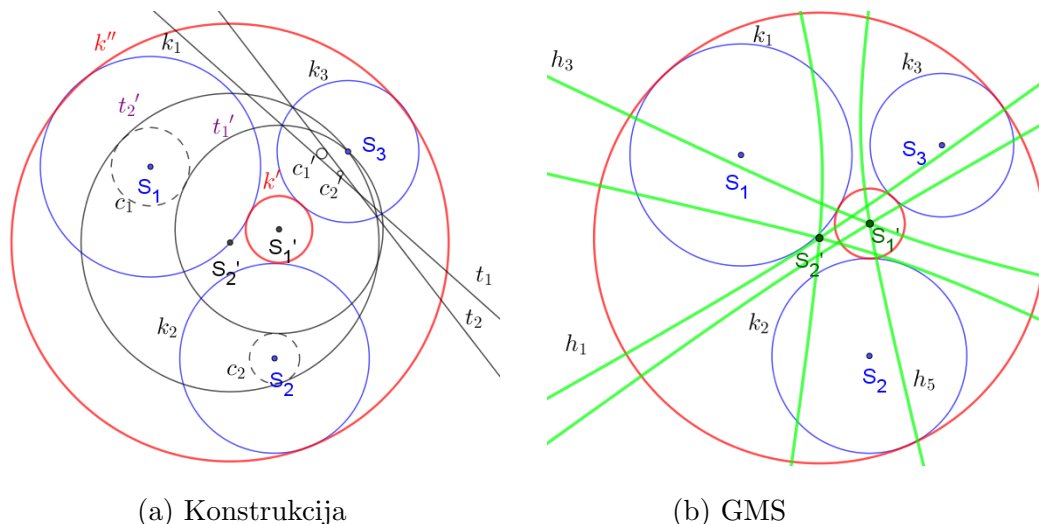 k''
k₁
k₃
t₂'
t₁'
S₃
c₁'
c₂'
c₁
S₁
k'
S₁'
S₂'
t₁
t₂
k₂
c₂
S₂
(a) Konstrukcija
k₁
h₃
k₃
S₁
S₃
S₁'
S₂'
k₂
h₁
S₂
h₅
(b) GMS